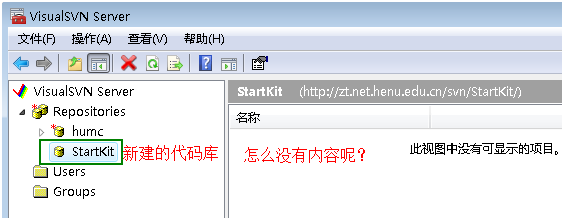 VisualSVN Server
文件(F) 操作(A) 查看(V) 帮助(H)
VisualSVN Server
Repositories
humc
StartKit 新建的代码库
Users
Groups
StartKit (http://zt.net.henu.edu.cn/svn/StartKit/)
名称
怎么没有内容呢？ 此视图中没有可显示的项目。